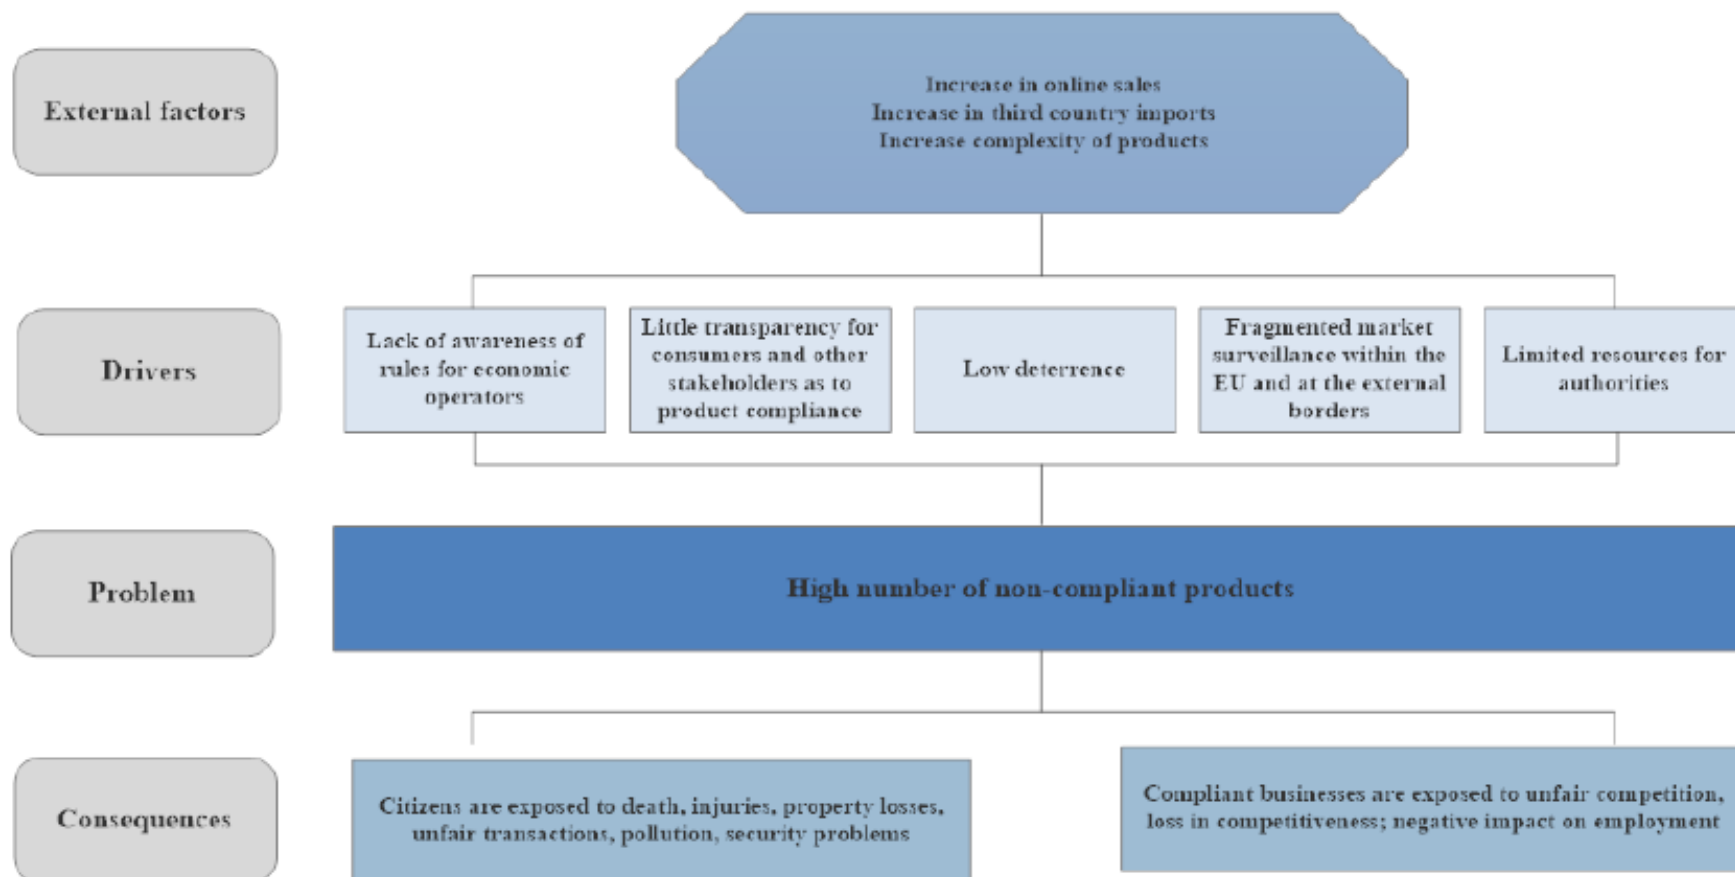 External factors
Increase in online sales
Increase in third country imports
Increase complexity of products
Drivers
Lack of awareness of
rules for economic
operators
Little transparency for
consumers and other
stakeholders as to
product compliance
Low deterrence
Fragmented market
surveillance within the
EU and at the external
borders
Limited resources for
authorities
Problem
High number of non-compliant products
Consequences
Citizens are exposed to death, injuries, property losses,
unfair transactions, pollution, security problems
Compliant businesses are exposed to unfair competition,
loss in competitiveness; negative impact on employment